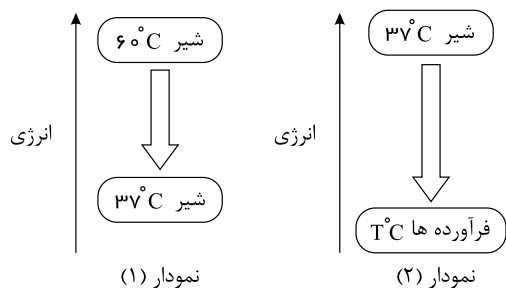 شیر ۶۰°C
انرژی
شیر ۳۷°C
نمودار (۱)
شیر ۳۷°C
انرژی
فرآورده ها T°C
نمودار (۲)